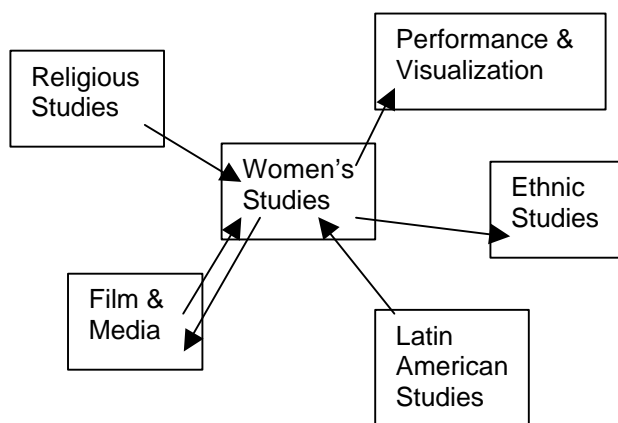 Performance &
Visualization
Religious
Studies
Women’s
Studies
Ethnic
Studies
Film &
Media
Latin
American
Studies